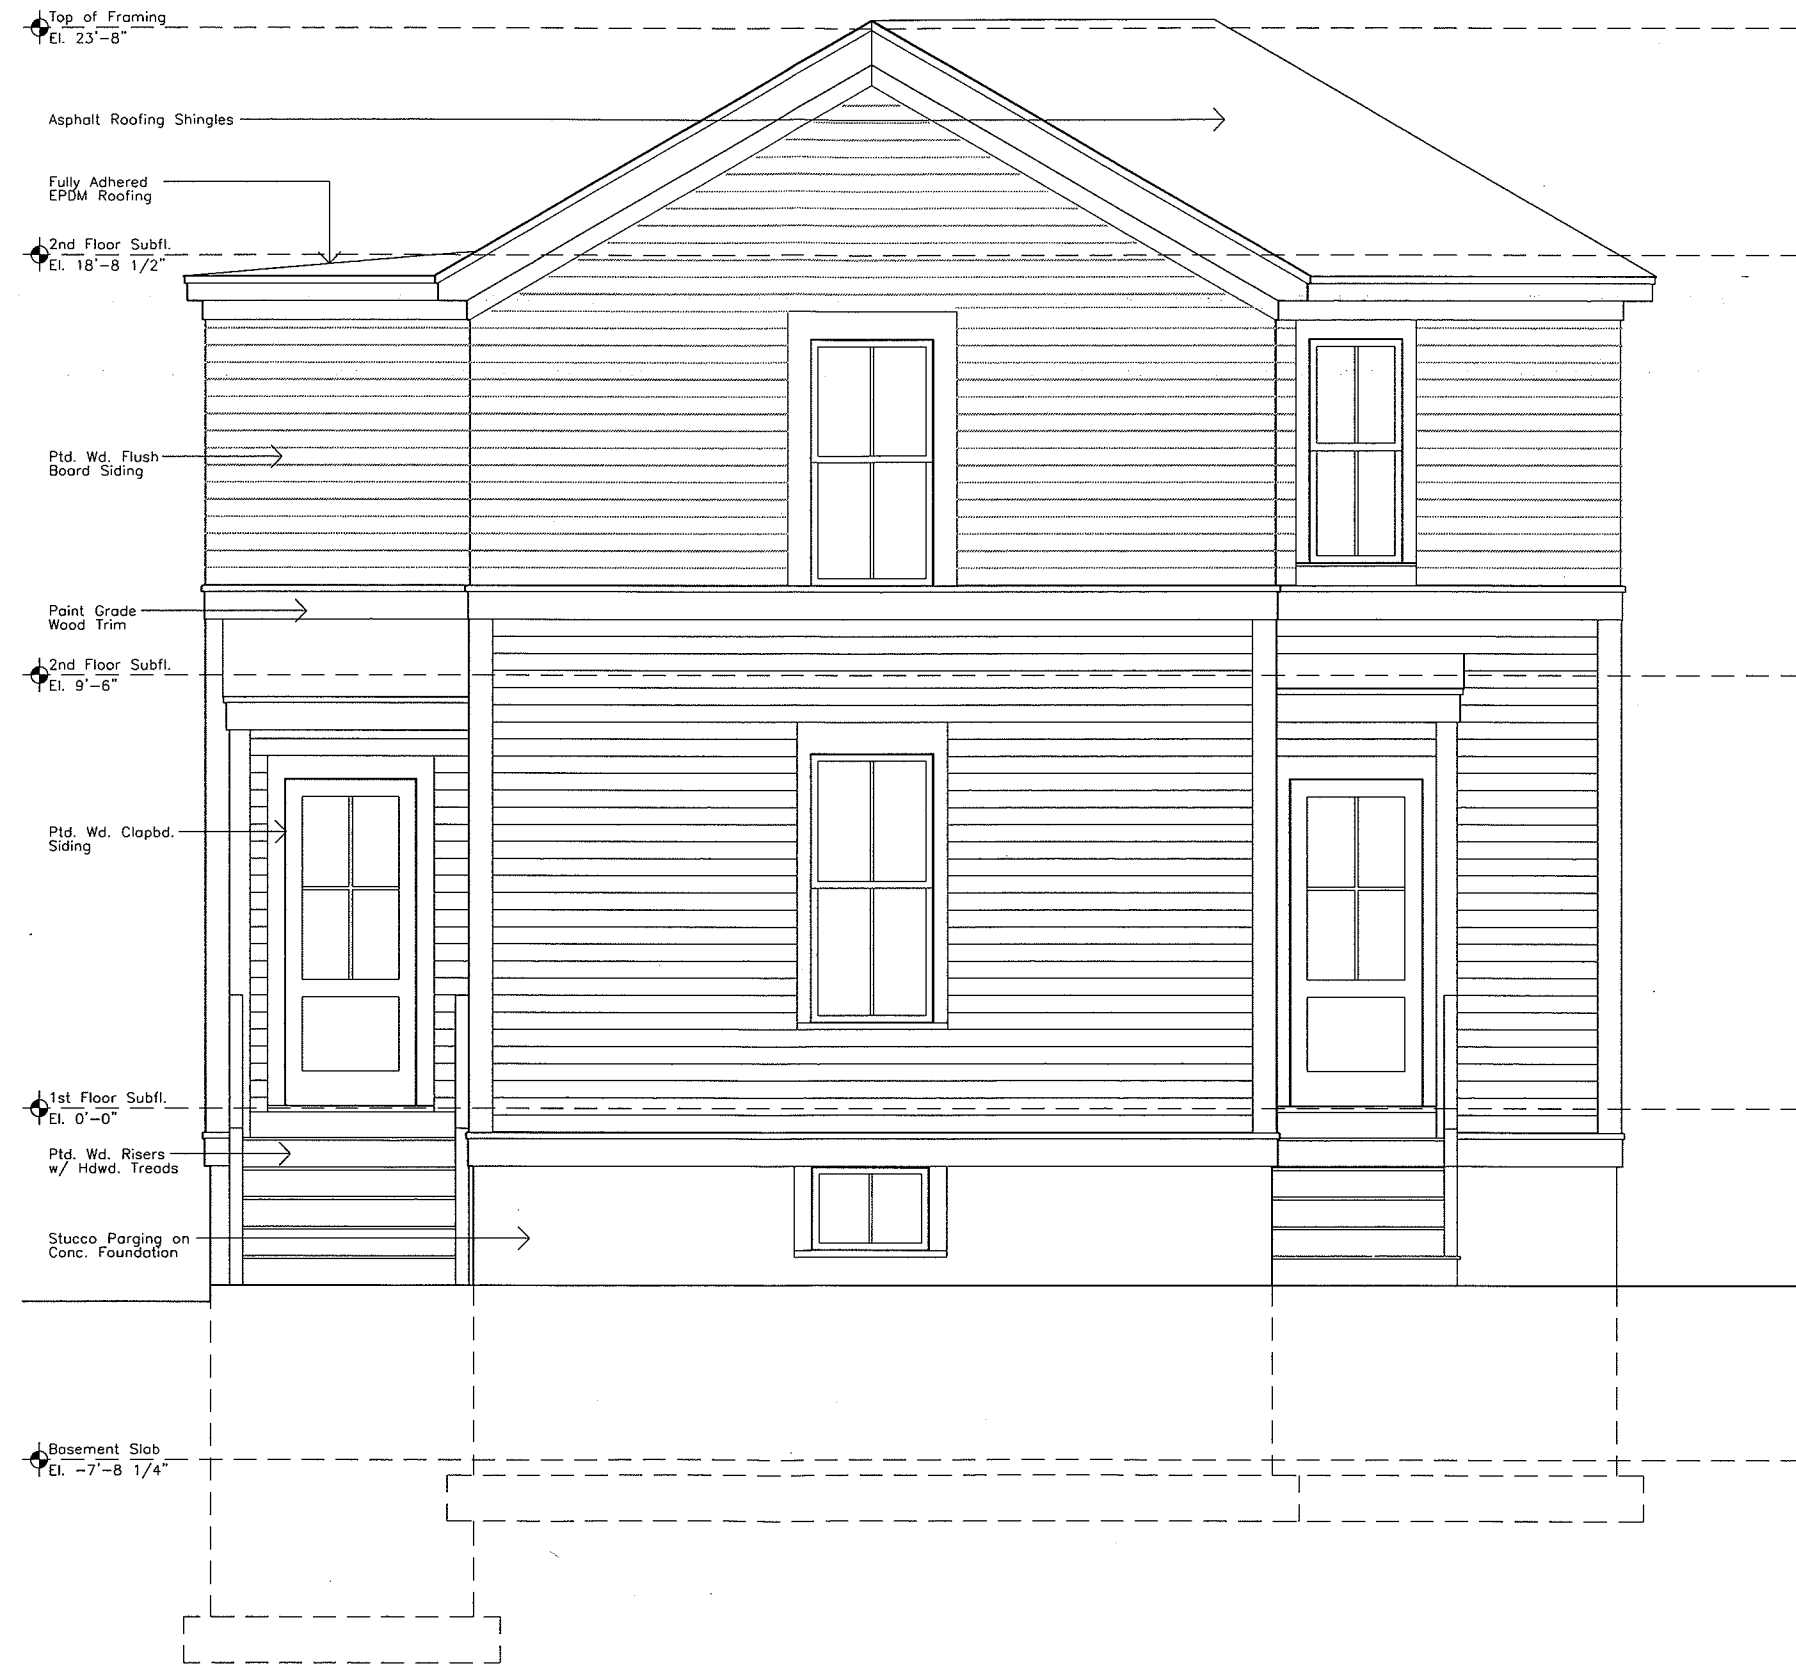 Top of Framing
El. 23'-8"
Asphalt Roofing Shingles
Fully Adhered
EPDM Roofing
2nd Floor Subfl.
El. 18'-8 1/2"
Ptd. Wd. Flush
Board Siding
Paint Grade
Wood Trim
2nd Floor Subfl.
El. 9'-6"
Ptd. Wd. Clapbd.
Siding
1st Floor Subfl.
El. 0'-0"
Ptd. Wd. Risers
w/ Hdwd. Treads
Stucco Parging on
Conc. Foundation
Basement Slab
El. -7'-8 1/4"